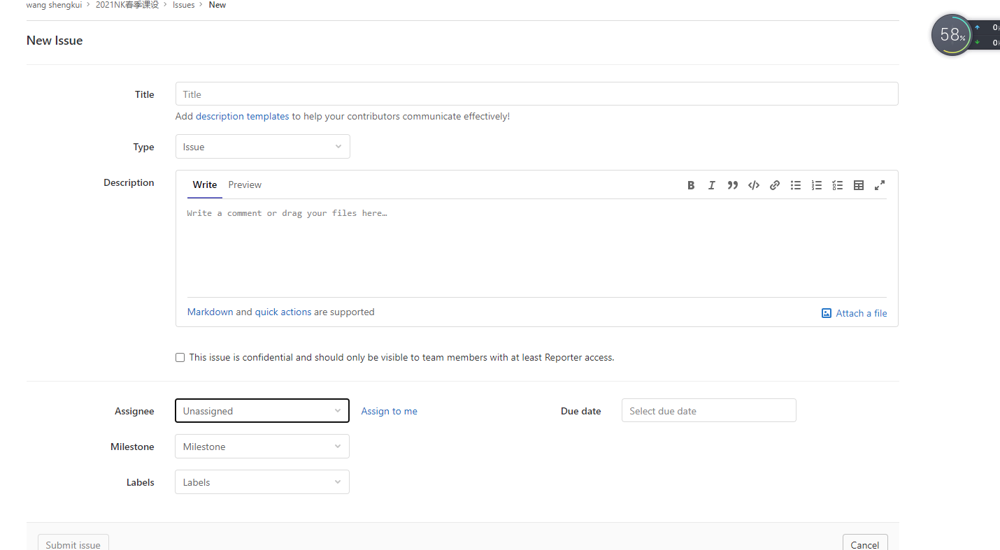 wang shengkui > 2021NK春季课设 > Issues > New
New Issue
58%
0
0
Title
Title
Add description templates to help your contributors communicate effectively!
Type
Issue
Description
Write Preview
Write a comment or drag your files here…
Markdown and quick actions are supported
Attach a file
This issue is confidential and should only be visible to team members with at least Reporter access.
Assignee
Unassigned
Assign to me
Due date
Select due date
Milestone
Milestone
Labels
Labels
Submit issue
Cancel